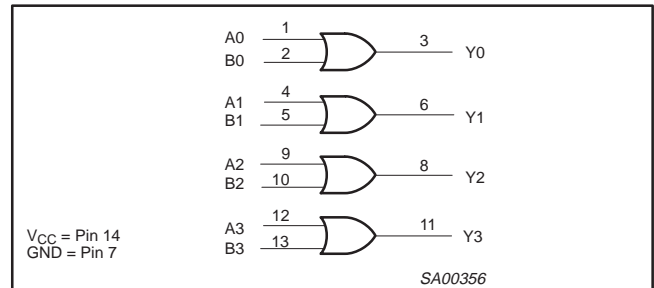 A0 1 3 Y0
B0 2
A1 4 6 Y1
B1 5
A2 9 8 Y2
B2 10
A3 12 11 Y3
B3 13
VCC = Pin 14
GND = Pin 7
SA00356